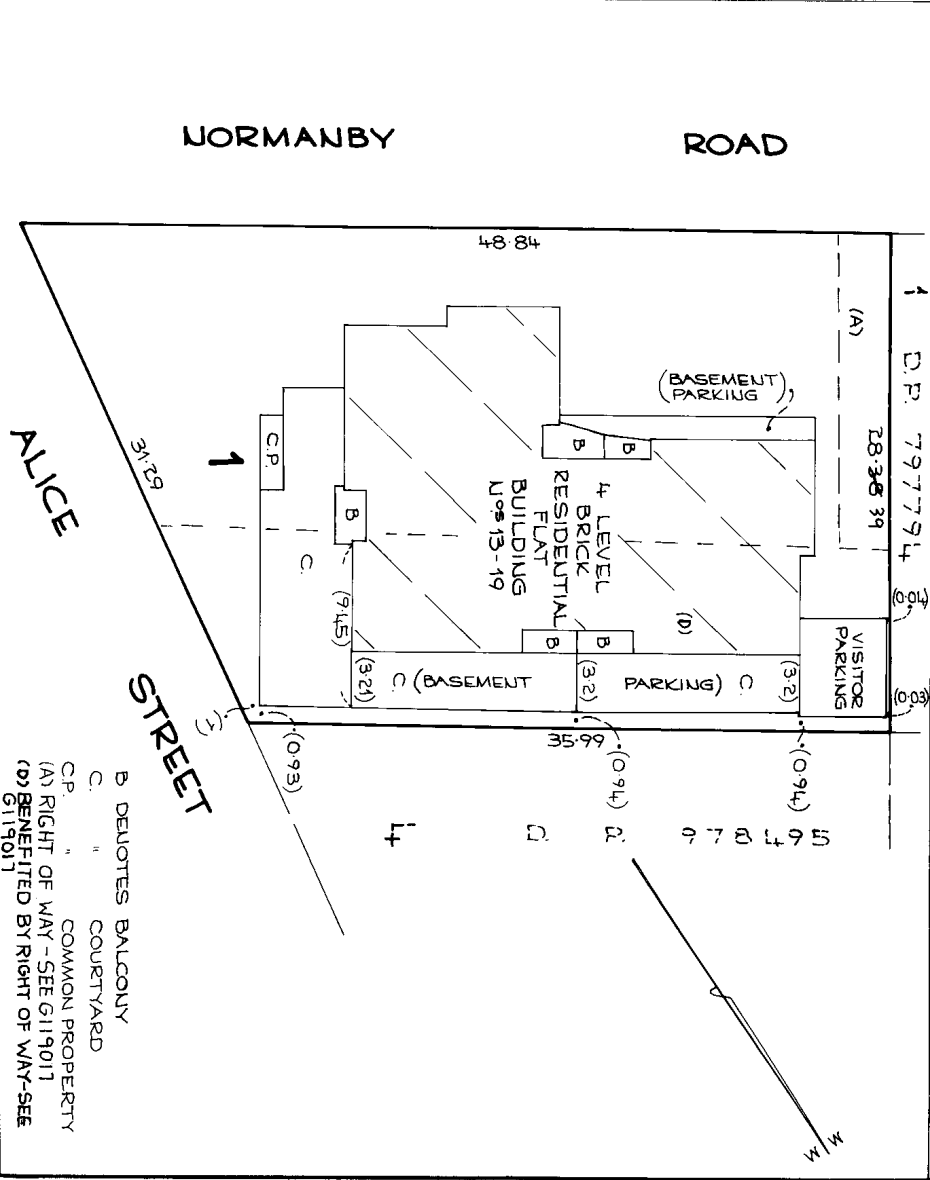 NORMANBY ROAD
48.84
(A)
1 D.P. 797794
28.38 39
(0.04)
(0.03)
(BASEMENT)
PARKING
VISITOR
PARKING
B
B
4 LEVEL
BRICK
RESIDENTIAL
FLAT
BUILDING
Nos 13-19
(D)
C.P.
1
B
C.
(9.45)
B
B
(3.21)
C (BASEMENT
(3.2)
PARKING) C
(3.2)
31.29
ALICE STREET
(1)
(0.93)
35.99
(0.94)
(0.94)
4 D.P. 978495
B DENOTES BALCONY
C. " COURTYARD
C.P. " COMMON PROPERTY
(A) RIGHT OF WAY - SEE G119017
(D) BENEFITED BY RIGHT OF WAY-SEE
G119017